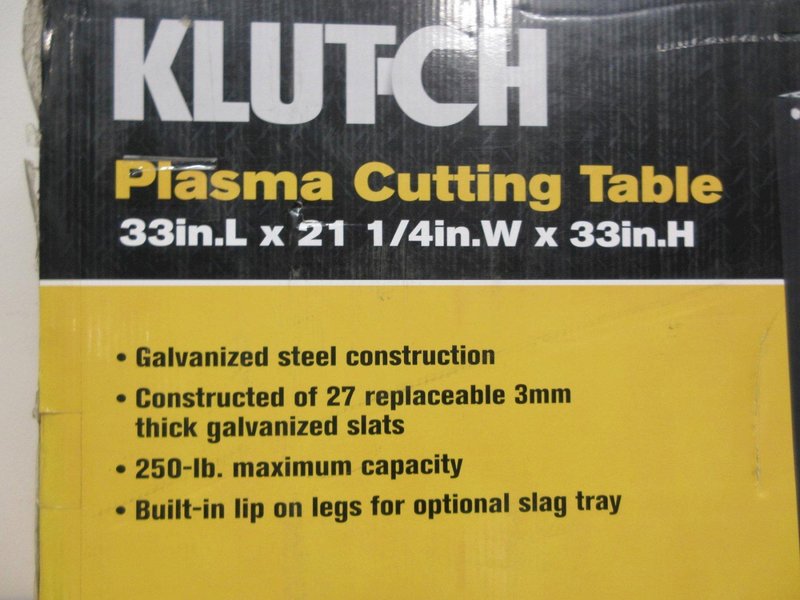 KLUTCH
Plasma Cutting Table
33in.L x 21 1/4in.W x 33in.H
• Galvanized steel construction
• Constructed of 27 replaceable 3mm
thick galvanized slats
• 250-lb. maximum capacity
• Built-in lip on legs for optional slag tray